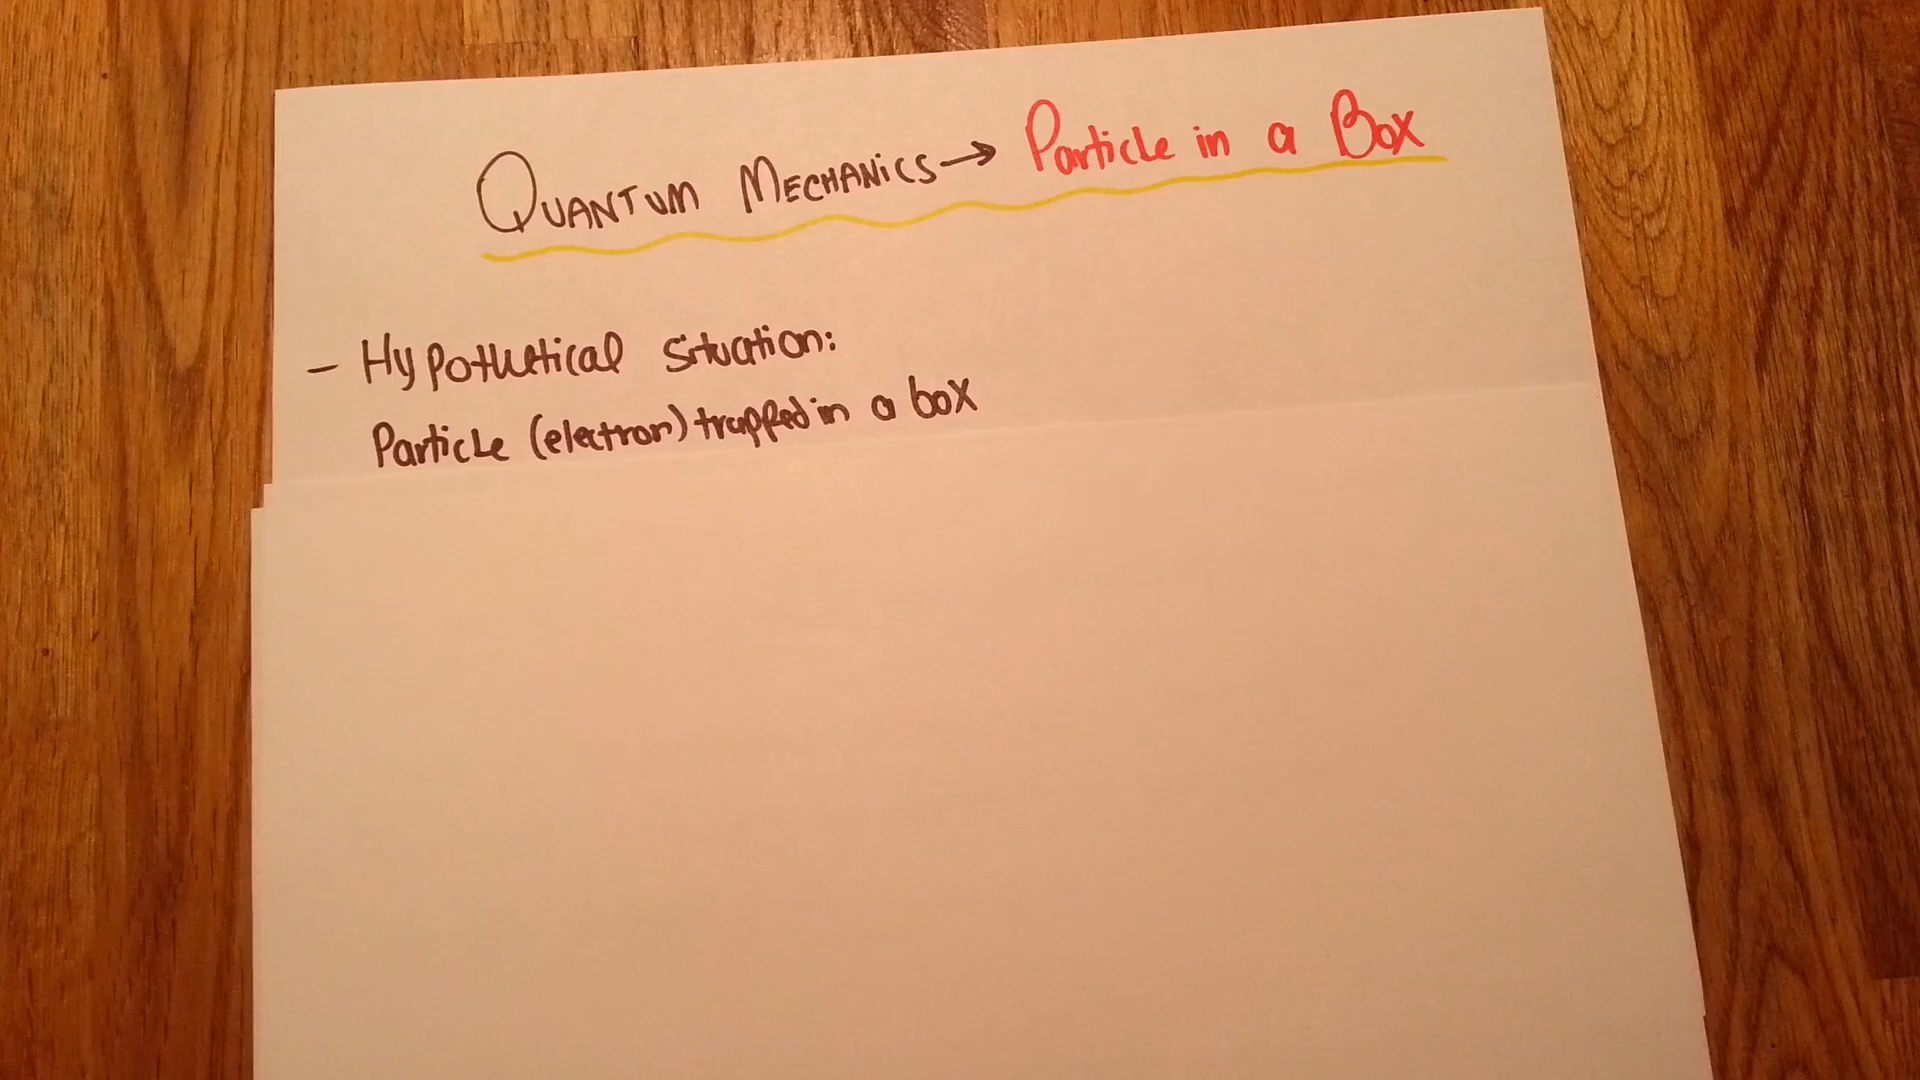 QUANTUM MECHANICS → Particle in a Box
- Hypothetical situation:
Particle (electron) trapped in a box